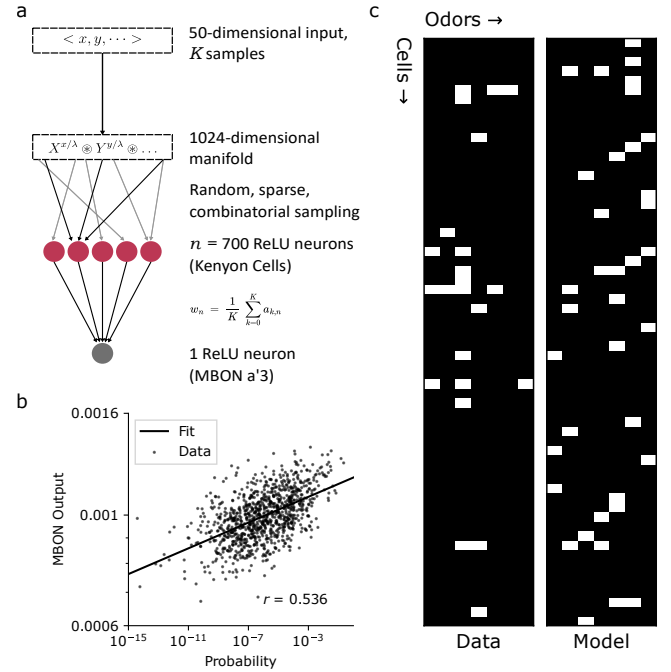 a
< x, y, ··· >
50-dimensional input,
K samples
X^{x/λ} ⊛ Y^{y/λ} ⊛ ...
1024-dimensional
manifold
Random, sparse,
combinatorial sampling
n = 700 ReLU neurons
(Kenyon Cells)
w_n = \frac{1}{K} \sum_{k=0}^{K} a_{k,n}
1 ReLU neuron
(MBON a'3)
b
0.0016
Fit
Data
MBON Output
0.001
r = 0.536
0.0006
10^{-15}
10^{-11}
10^{-7}
10^{-3}
Probability
c
Odors →
Cells →
Data
Model